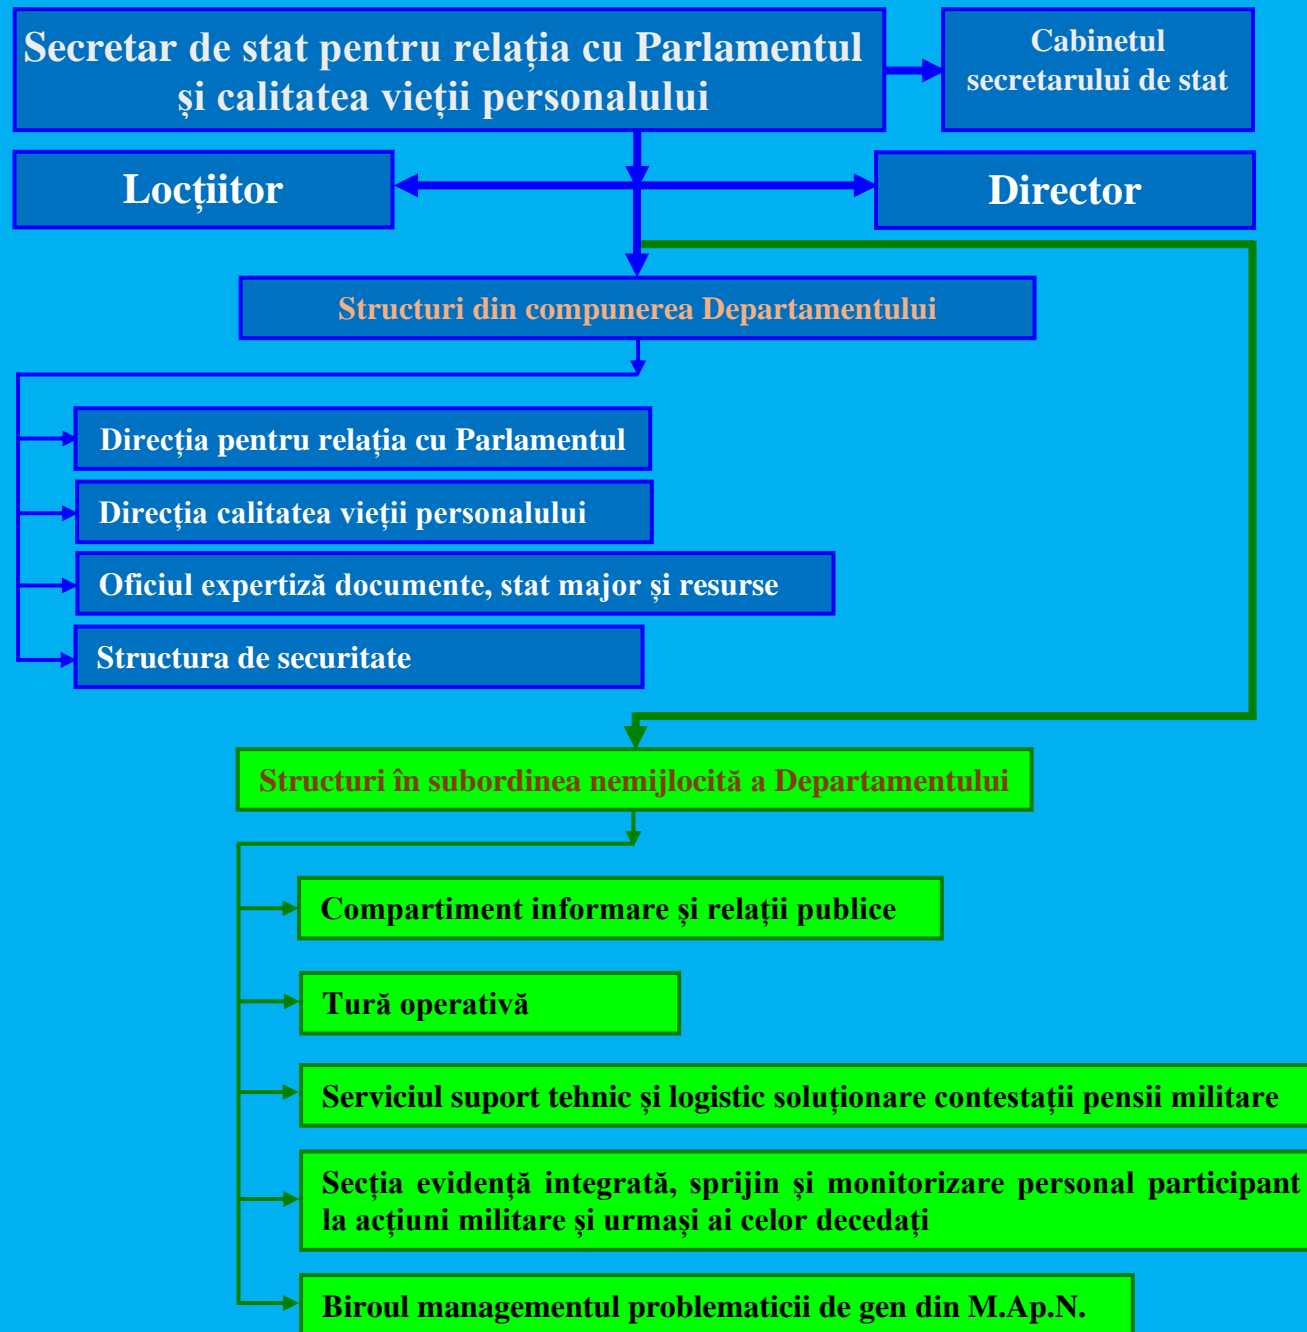 Secretar de stat pentru relația cu Parlamentul
și calitatea vieții personalului
Cabinetul
secretarului de stat
Locțiitor
Director
Structuri din compunerea Departamentului
Direcția pentru relația cu Parlamentul
Direcția calitatea vieții personalului
Oficiul expertiză documente, stat major și resurse
Structura de securitate
Structuri în subordinea nemijlocită a Departamentului
Compartiment informare și relații publice
Tură operativă
Serviciul suport tehnic și logistic soluționare contestații pensii militare
Secția evidență integrată, sprijin și monitorizare personal participant
la acțiuni militare și urmași ai celor decedați
Biroul managementul problematicii de gen din M.Ap.N.